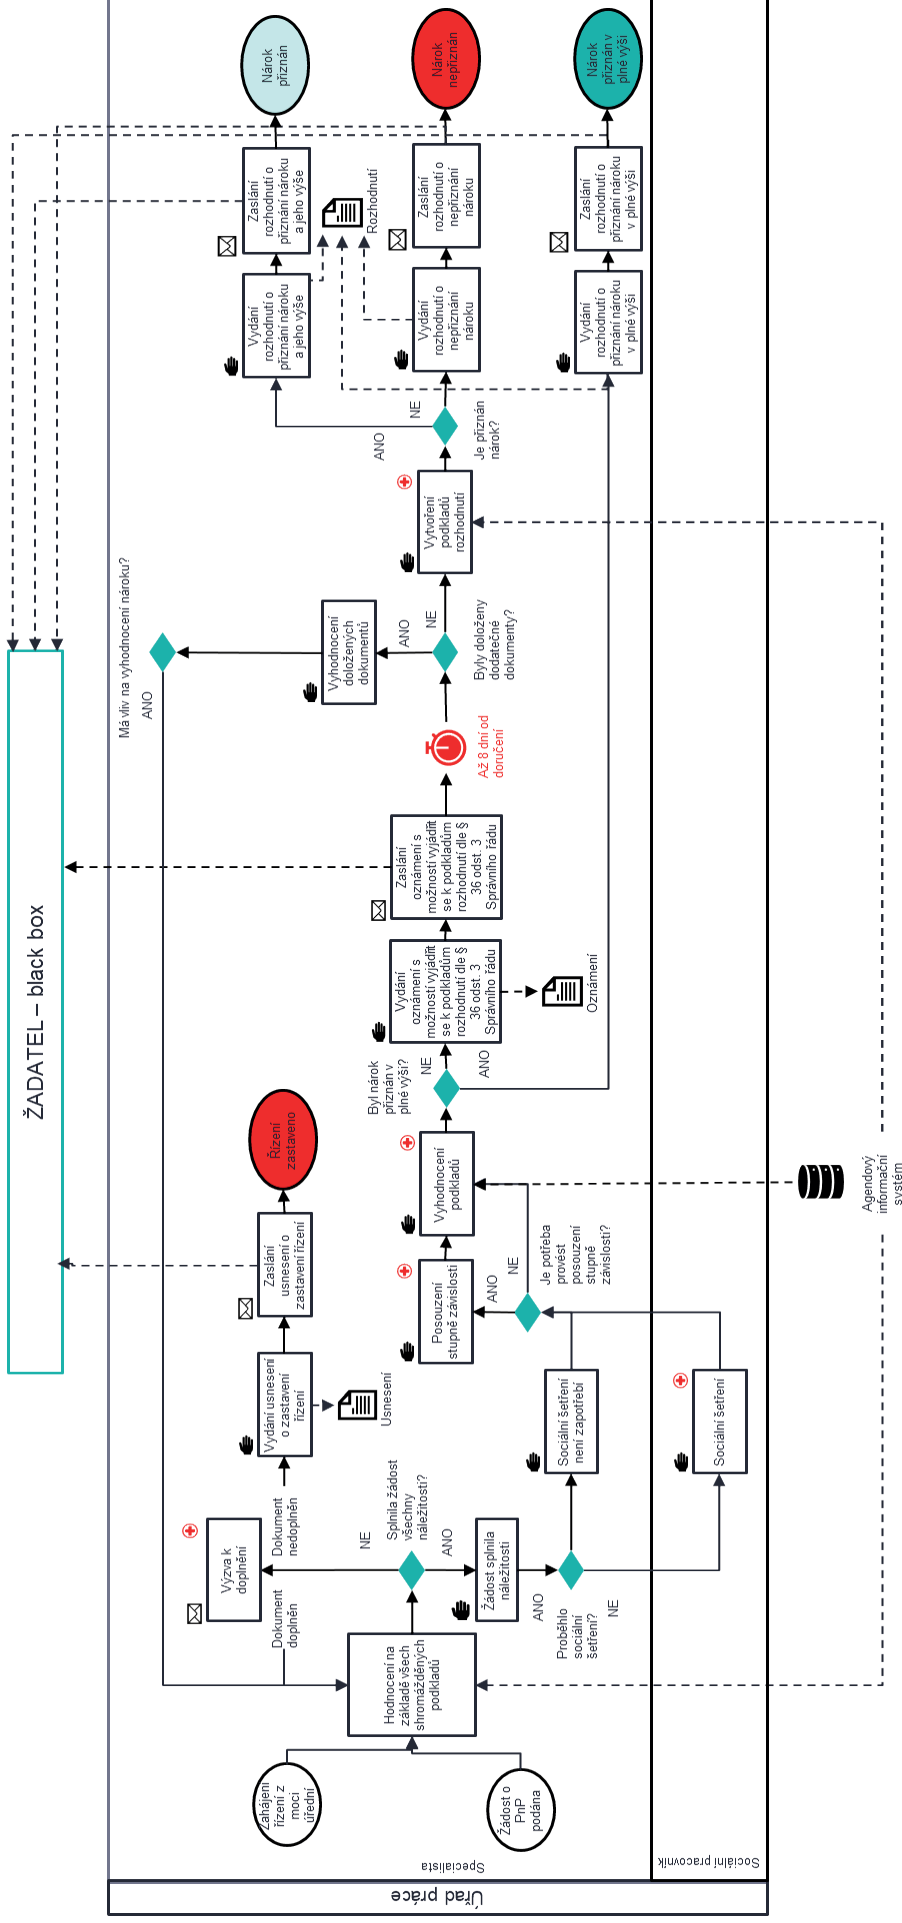 ŽADATEL – black box
Úřad práce
Specialista
Sociální pracovník
Zahájení
řízení z
moci
úřední
Žádost o
PnP
podána
Hodnocení na
základě všech
shromážděných
podkladů
Dokument
doplněn
Výzva k
doplnění
Dokument
nedoplněn
NE
Splnila žádost
všechny
náležitosti?
ANO
Žádost splnila
náležitosti
Proběhlo
sociální
šetření?
ANO
NE
Vydání usnesení
o zastavení
řízení
Usnesení
Zaslání
usnesení o
zastavení řízení
Řízení
zastaveno
Sociální šetření
není zapotřebí
Sociální šetření
Je potřeba
provést
posouzení
stupně
závislosti?
ANO
NE
Posouzení
stupně závislosti
Vyhodnocení
podkladů
Byl nárok
přiznán v
plné výši?
NE
ANO
Agendový
informační
systém
Vydání
oznámení s
možností vyjádřit
se k podkladům
rozhodnutí dle §
36 odst. 3
Správního řádu
Oznámení
Zaslání
oznámení s
možností vyjádřit
se k podkladům
rozhodnutí dle §
36 odst. 3
Správního řádu
Až 8 dní od
doručení
Byly doloženy
dodatečné
dokumenty?
ANO
NE
Vyhodnocení
doložených
dokumentů
Má vliv na vyhodnocení nároku?
ANO
Vytvoření
podkladů
rozhodnutí
Je přiznán
nárok?
ANO
NE
Vydání
rozhodnutí o
přiznání nároku
a jeho výše
Zaslání
rozhodnutí o
přiznání nároku
a jeho výše
Nárok
přiznán
Rozhodnutí
Vydání
rozhodnutí o
nepřiznání
nároku
Zaslání
rozhodnutí o
nepřiznání
nároku
Nárok
nepřiznán
Vydání
rozhodnutí o
přiznání nároku
v plné výši
Zaslání
rozhodnutí o
přiznání nároku
v plné výši
Nárok
přiznán v
plné výši